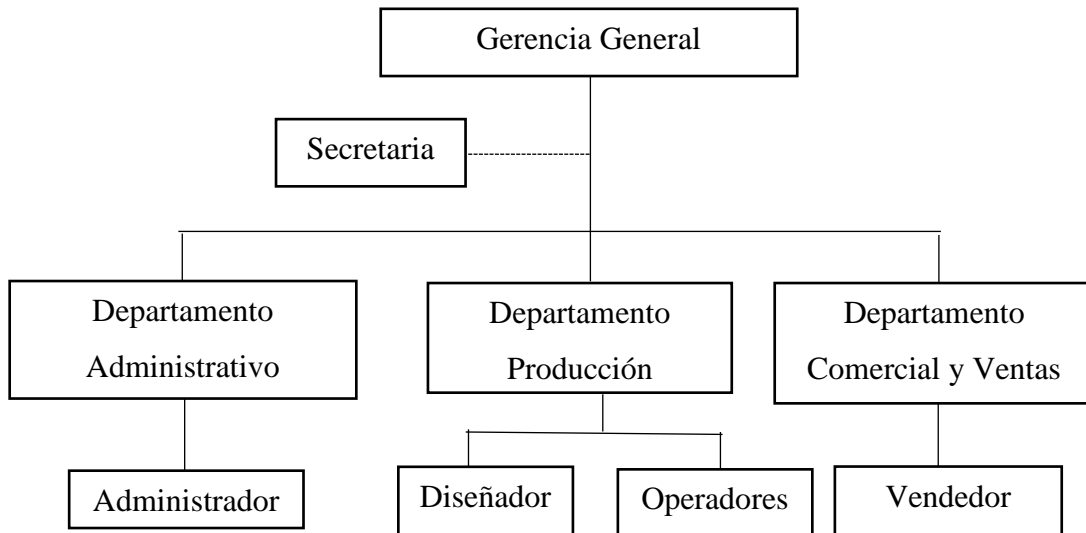 Gerencia General
Secretaria
Departamento
Administrativo
Departamento
Producción
Departamento
Comercial y Ventas
Administrador
Diseñador
Operadores
Vendedor